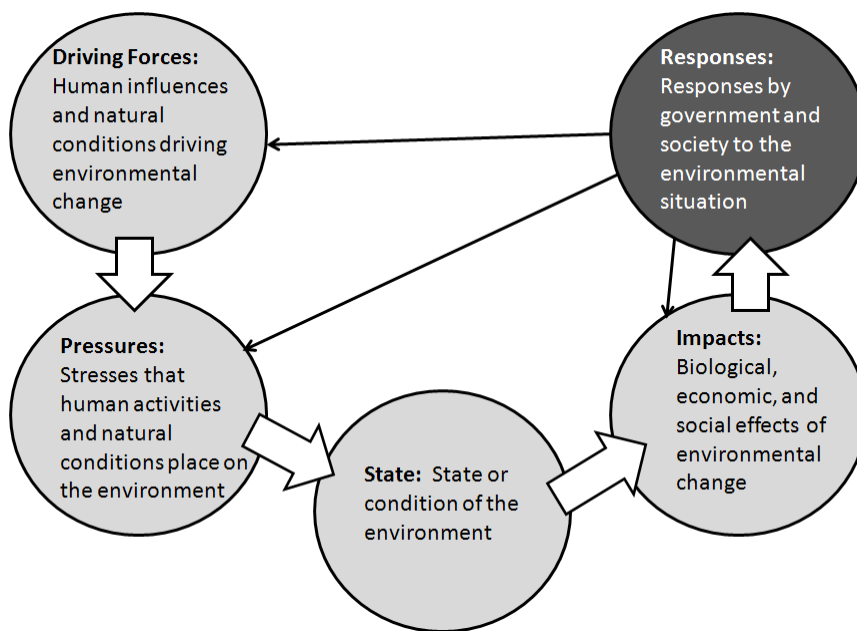 Driving Forces:
Human influences
and natural
conditions driving
environmental
change
Responses:
Responses by
government and
society to the
environmental
situation
Pressures:
Stresses that
human activities
and natural
conditions place on
the environment
State:  State or
condition of the
environment
Impacts:
Biological,
economic, and
social effects of
environmental
change